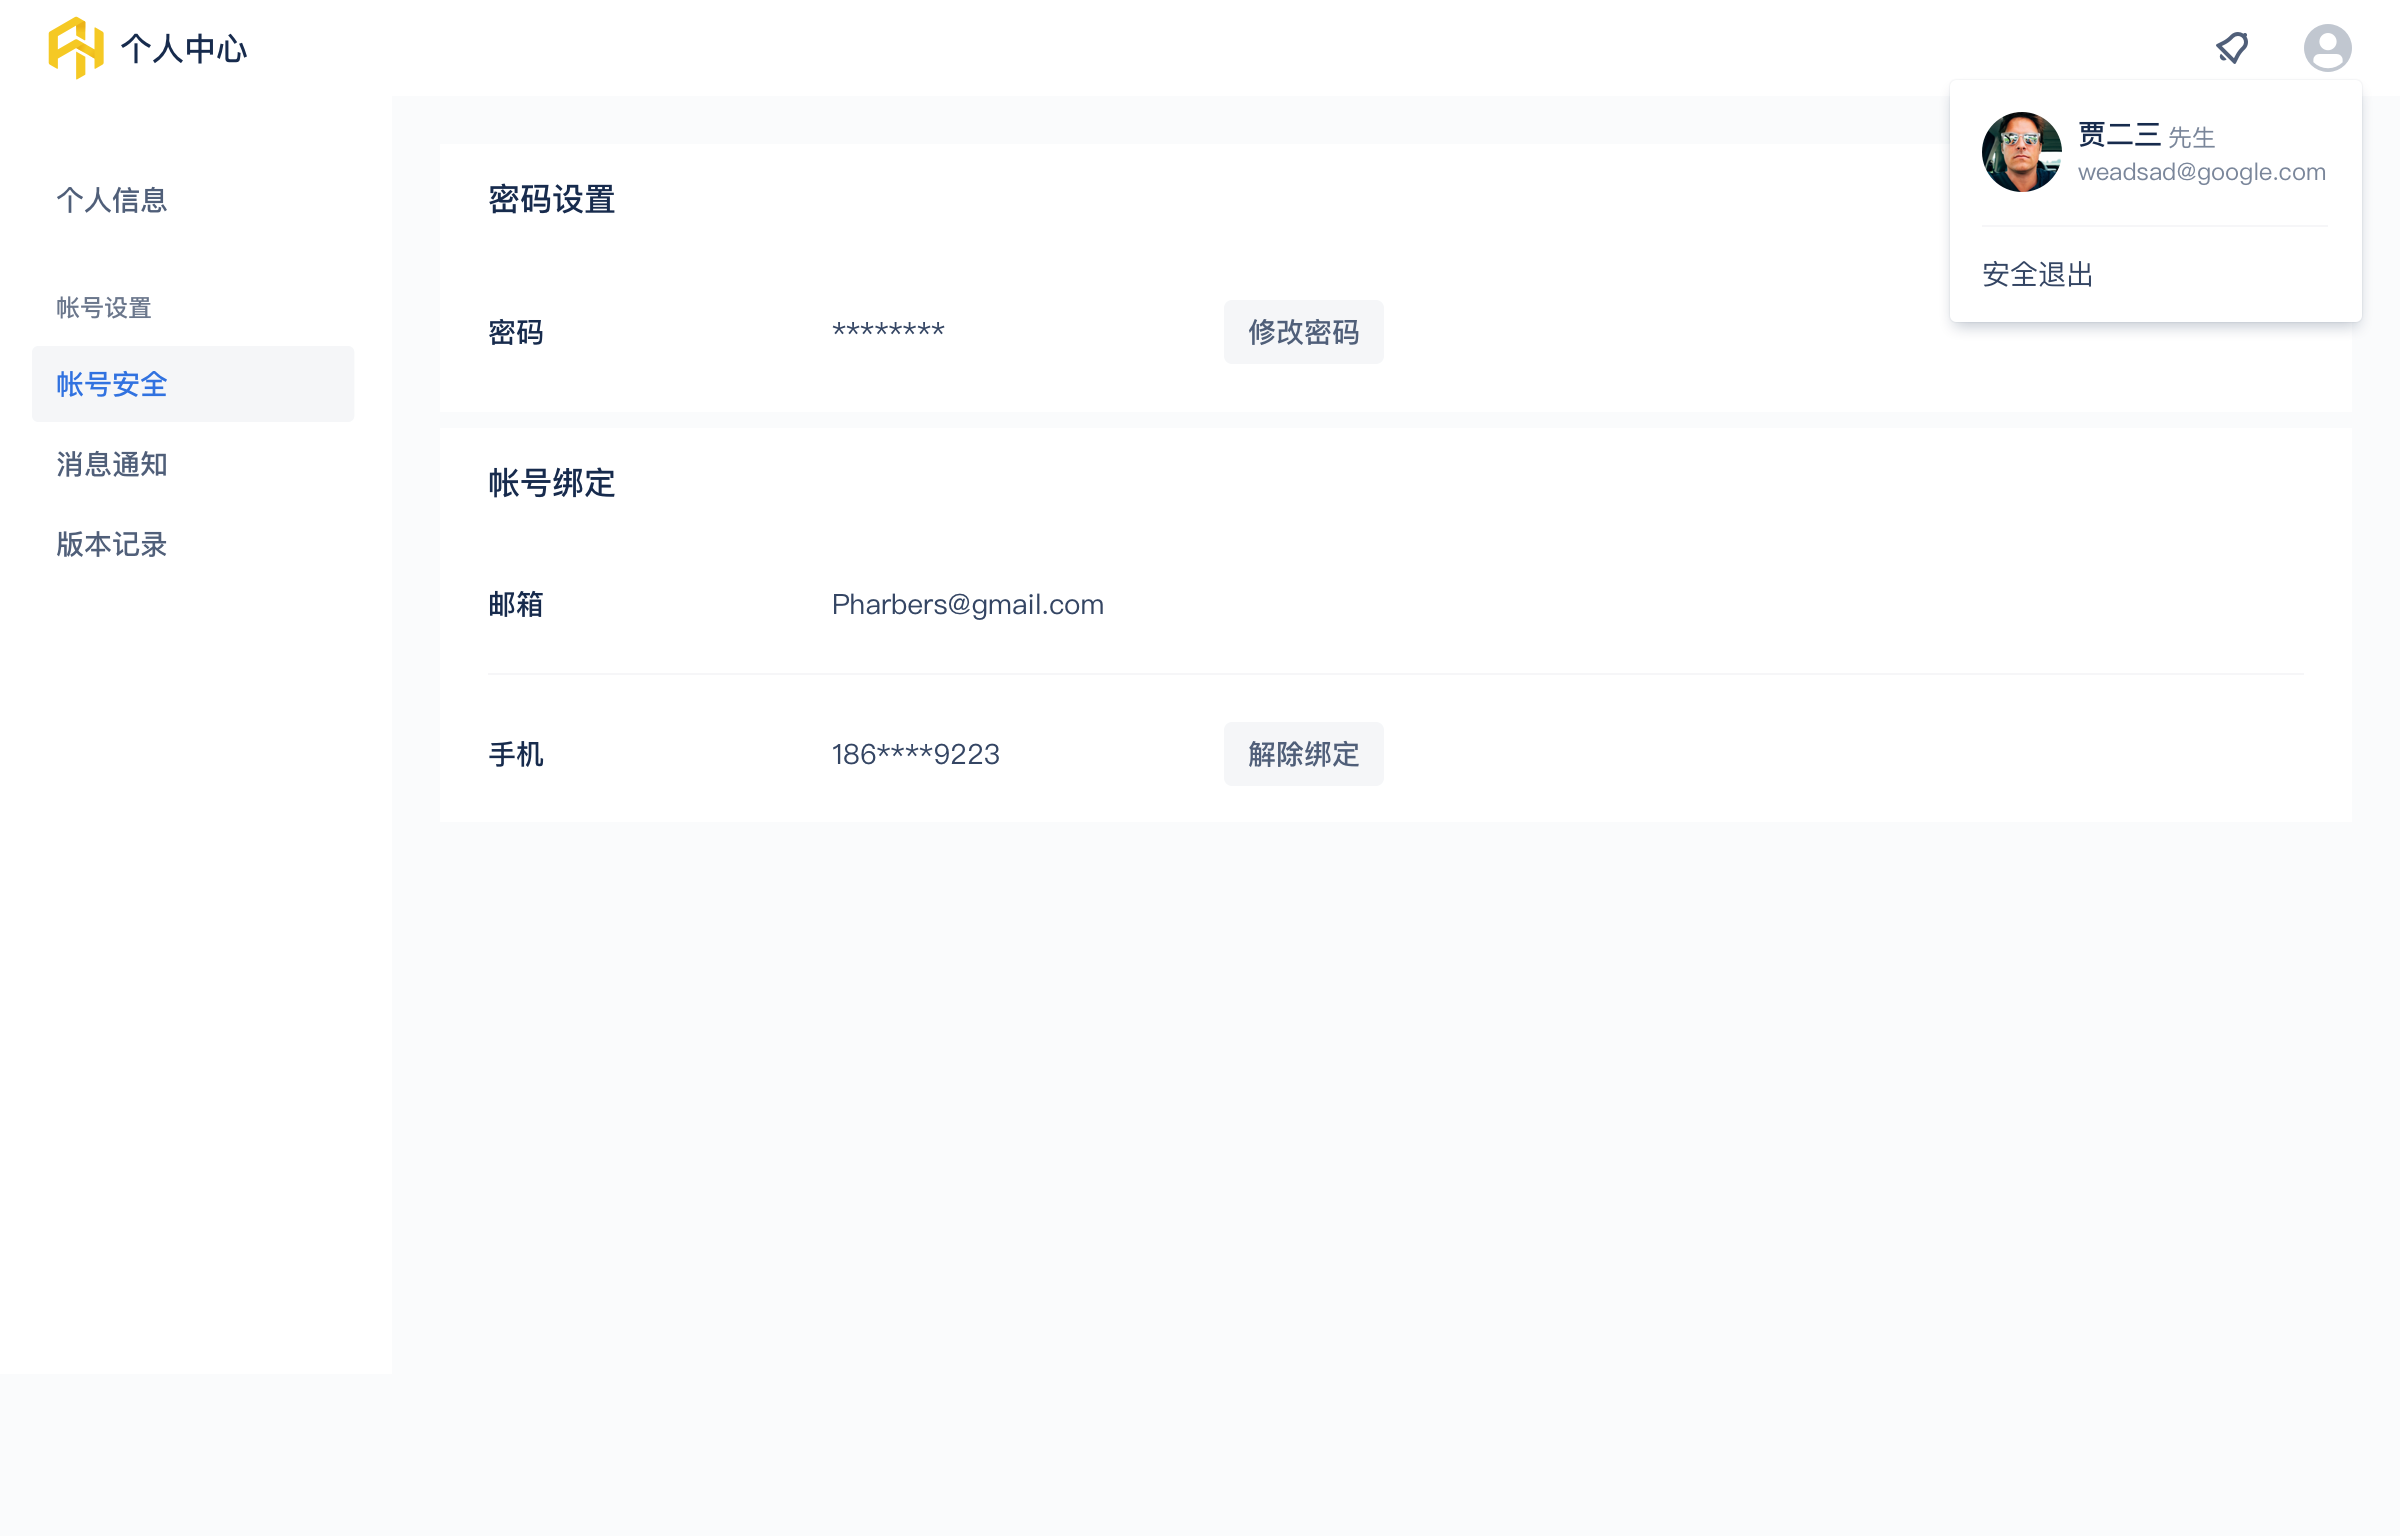 个人中心
贾二三 先生
weadsad@google.com
安全退出
个人信息
帐号设置
帐号安全
消息通知
版本记录
密码设置
密码 ******** 修改密码
帐号绑定
邮箱 Pharbers@gmail.com
手机 186****9223 解除绑定